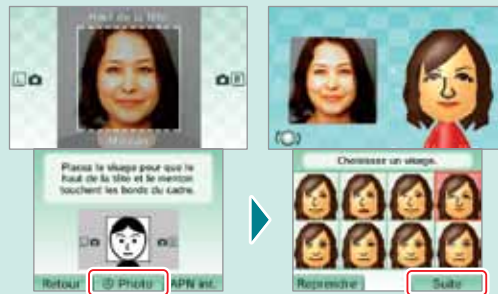 Haut de la tête
L
R
Menton
Placez le visage pour que le
haut de la tête et le menton
touchent les bords du cadre.
Retour
Photo
APN int.
Choisissez un visage.
Reprendre
Suite